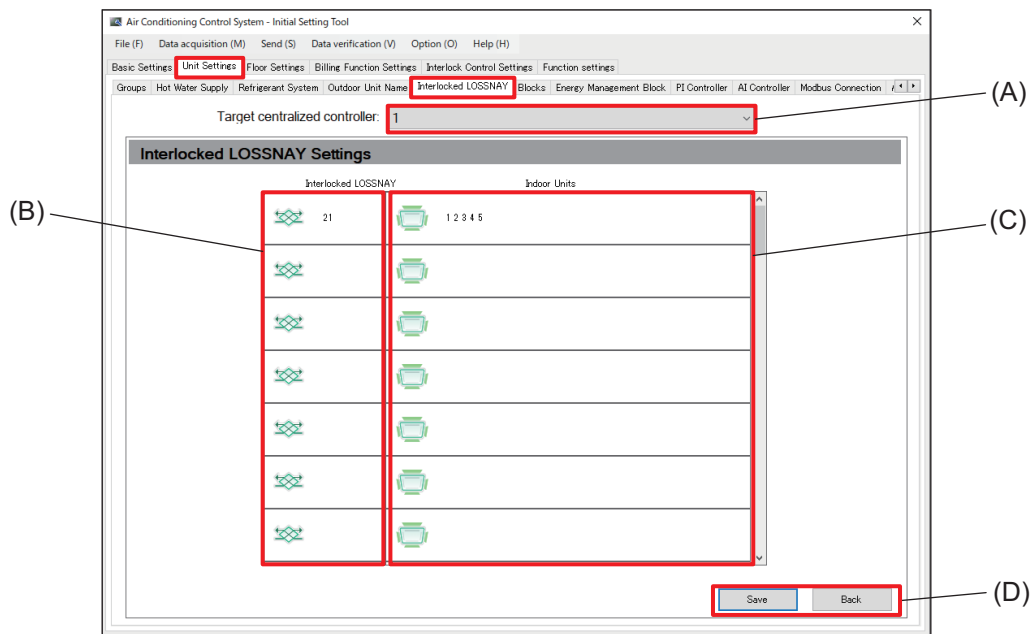 Air Conditioning Control System - Initial Setting Tool
File (F) Data acquisition (M) Send (S) Data verification (V) Option (O) Help (H)
Basic Settings Unit Settings Floor Settings Billing Function Settings Interlock Control Settings Function settings
Groups Hot Water Supply Refrigerant System Outdoor Unit Name Interlocked LOSSNAY Blocks Energy Management Block PI Controller AI Controller Modbus Connection
(A)
Target centralized controller: 1
Interlocked LOSSNAY Settings
Interlocked LOSSNAY Indoor Units
(B)
21 1 2 3 4 5
(C)
Save Back
(D)